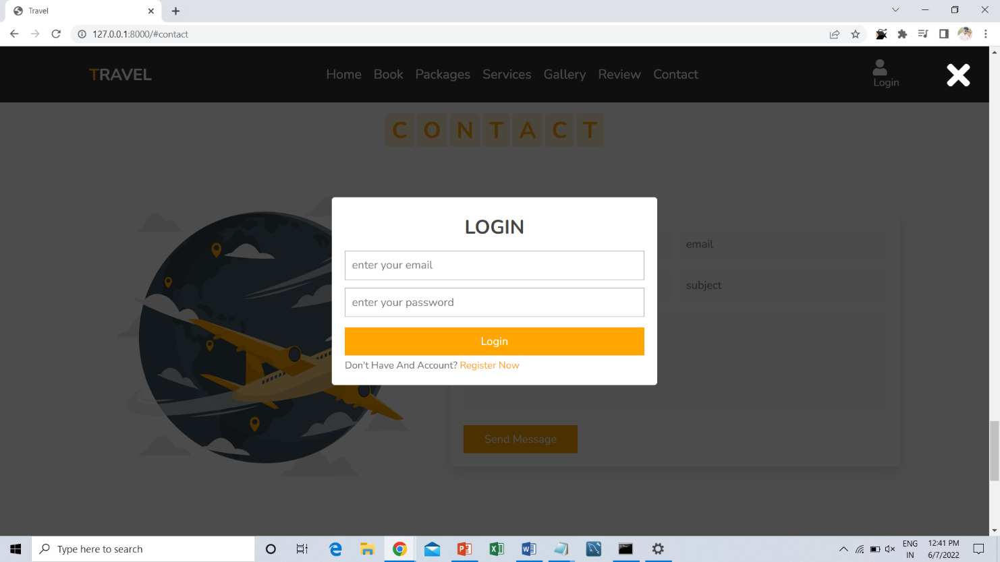 Travel
127.0.0.1:8000/#contact
TRAVEL
Home Book Packages Services Gallery Review Contact
Login
CONTACT
LOGIN
enter your email
enter your password
Login
Don't Have And Account? Register Now
email
subject
Send Message
Type here to search
ENG
IN
12:41 PM
6/7/2022